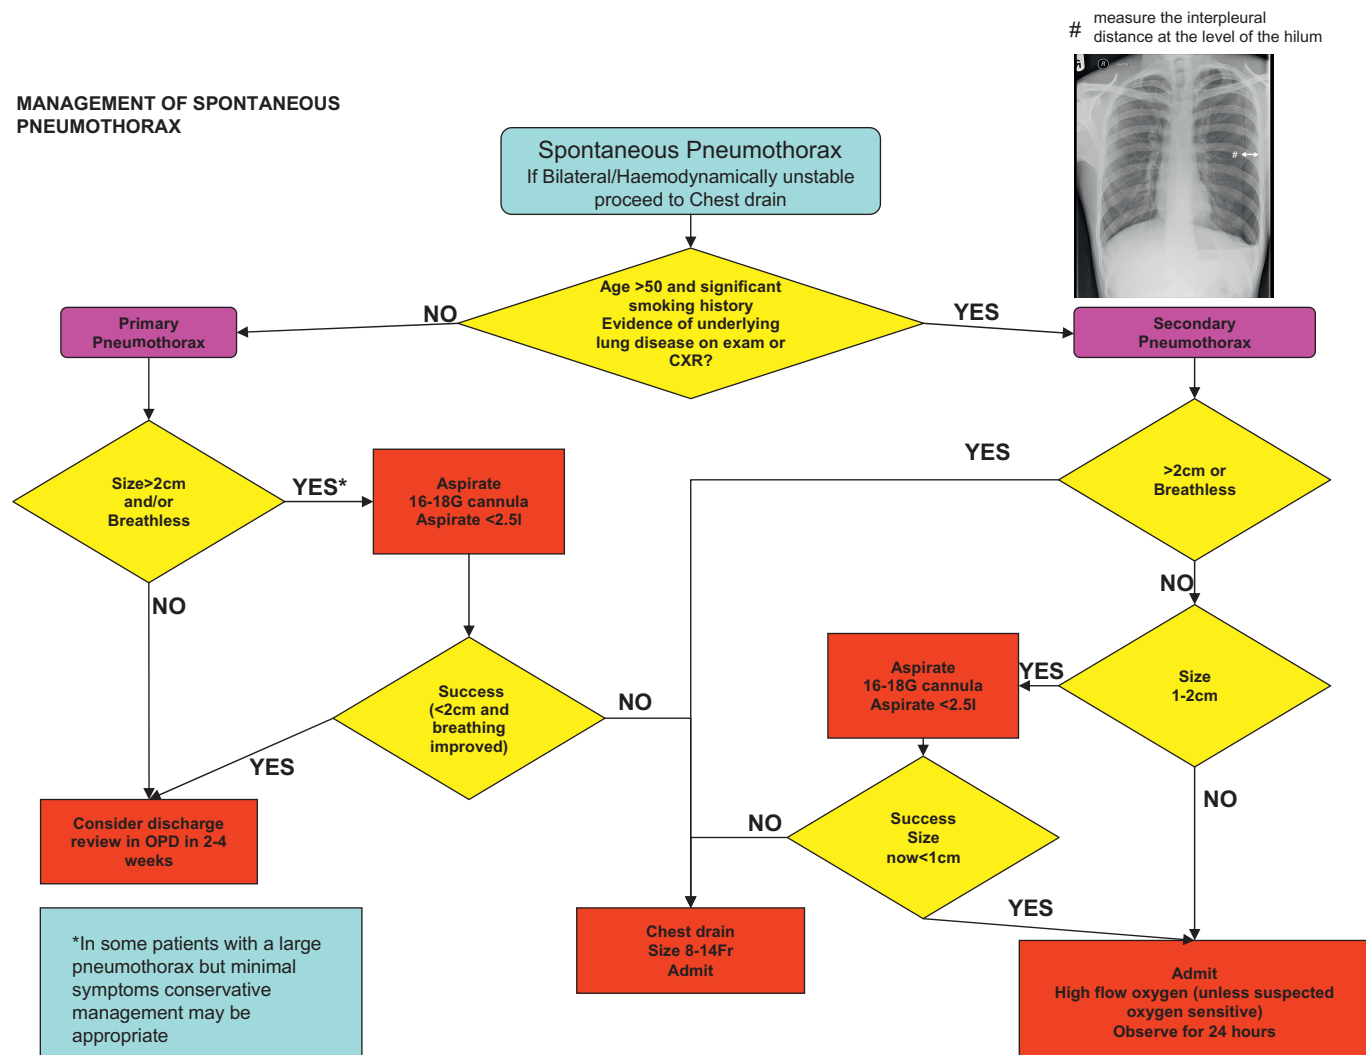 # measure the interpleural
distance at the level of the hilum
MANAGEMENT OF SPONTANEOUS
PNEUMOTHORAX
R
#
Spontaneous Pneumothorax
If Bilateral/Haemodynamically unstable
proceed to Chest drain
Age >50 and significant
smoking history
Evidence of underlying
lung disease on exam or
CXR?
NO
YES
Primary
Pneumothorax
Secondary
Pneumothorax
Size>2cm
and/or
Breathless
YES*
Aspirate
16-18G cannula
Aspirate <2.5l
YES
>2cm or
Breathless
NO
NO
Success
(<2cm and
breathing
improved)
NO
YES
Aspirate
16-18G cannula
Aspirate <2.5l
YES
Size
1-2cm
Consider discharge
review in OPD in 2-4
weeks
NO
Success
Size
now<1cm
NO
YES
Chest drain
Size 8-14Fr
Admit
Admit
High flow oxygen (unless suspected
oxygen sensitive)
Observe for 24 hours
*In some patients with a large
pneumothorax but minimal
symptoms conservative
management may be
appropriate